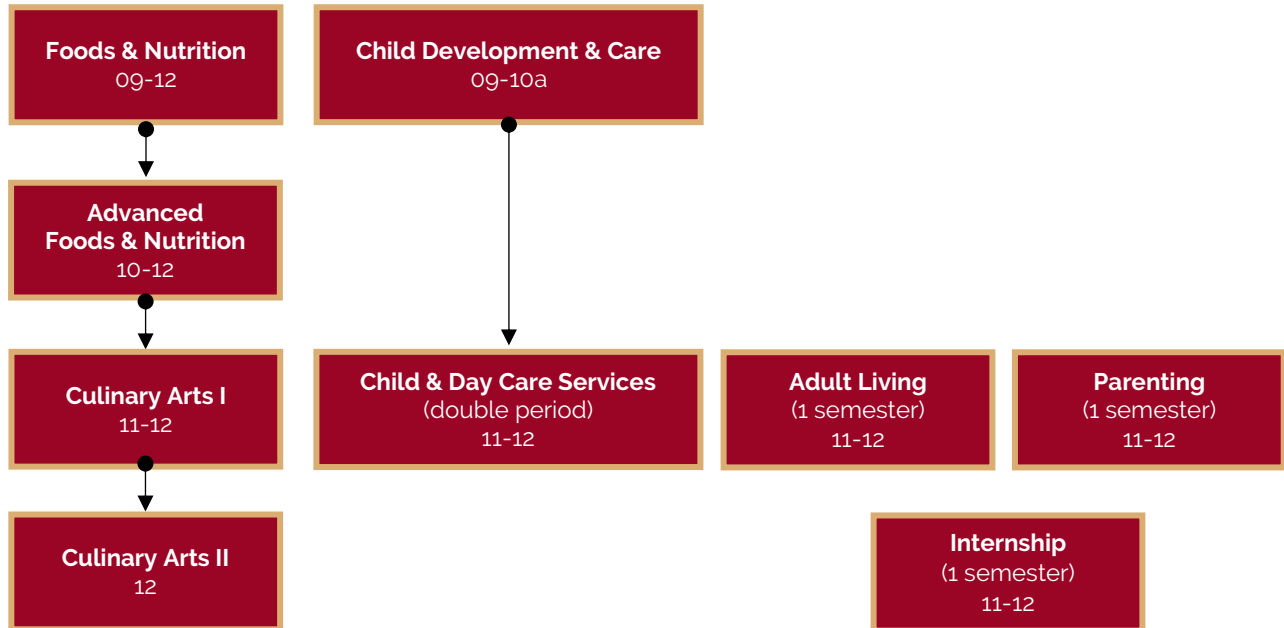 Foods & Nutrition
09-12
Child Development & Care
09-10a
Advanced
Foods & Nutrition
10-12
Culinary Arts I
11-12
Child & Day Care Services
(double period)
11-12
Adult Living
(1 semester)
11-12
Parenting
(1 semester)
11-12
Culinary Arts II
12
Internship
(1 semester)
11-12